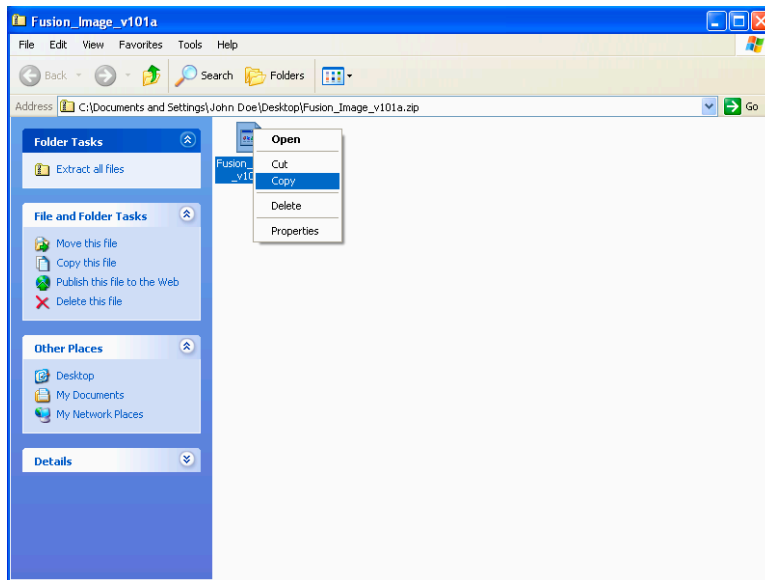 Fusion_Image_v101a
File Edit View Favorites Tools Help
Back Search Folders
Address C:\Documents and Settings\John Doe\Desktop\Fusion_Image_v101a.zip Go
Folder Tasks
Extract all files
File and Folder Tasks
Move this file
Copy this file
Publish this file to the Web
Delete this file
Other Places
Desktop
My Documents
My Network Places
Details
Fusion_
_v10
Open
Cut
Copy
Delete
Properties